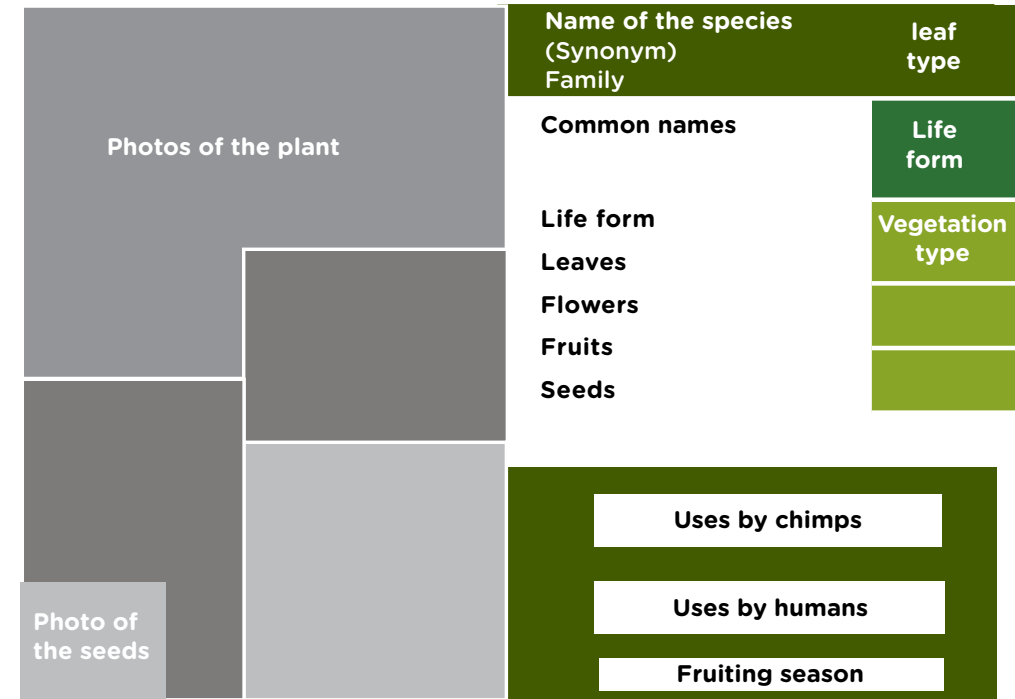 Photos of the plant
Photo of
the seeds
Name of the species
(Synonym)
Family
leaf
type
Common names
Life
form
Life form
Leaves
Flowers
Fruits
Seeds
Vegetation
type
Uses by chimps
Uses by humans
Fruiting season